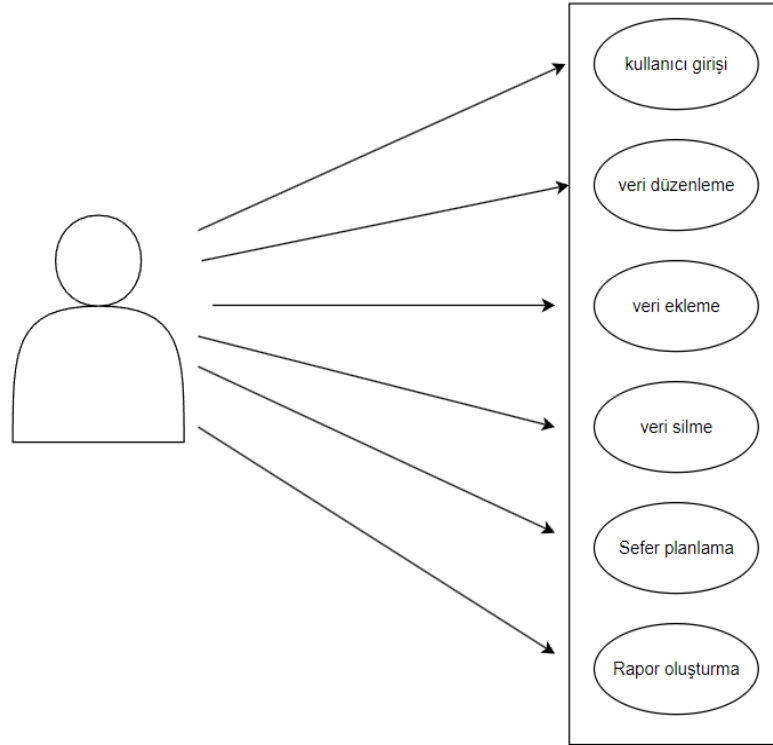 kullanıcı girişi
veri düzenleme
veri ekleme
veri silme
Sefer planlama
Rapor oluşturma